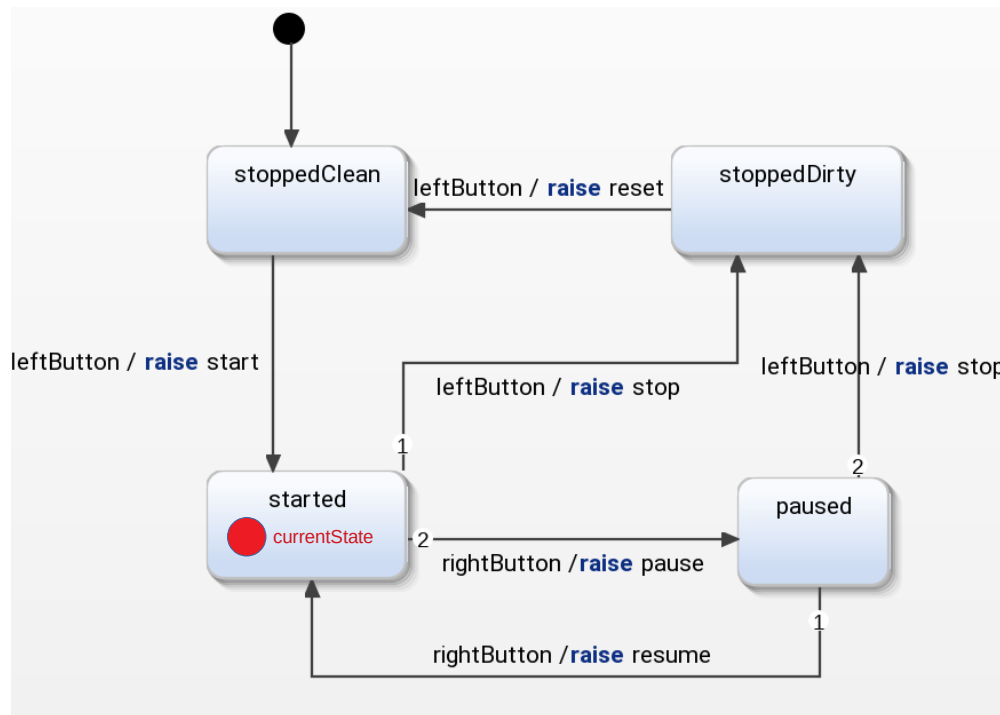 stoppedClean
stoppedDirty
leftButton / raise reset
leftButton / raise start
leftButton / raise stop
leftButton / raise stop
1
2
started
currentState
2
rightButton /raise pause
paused
1
rightButton /raise resume